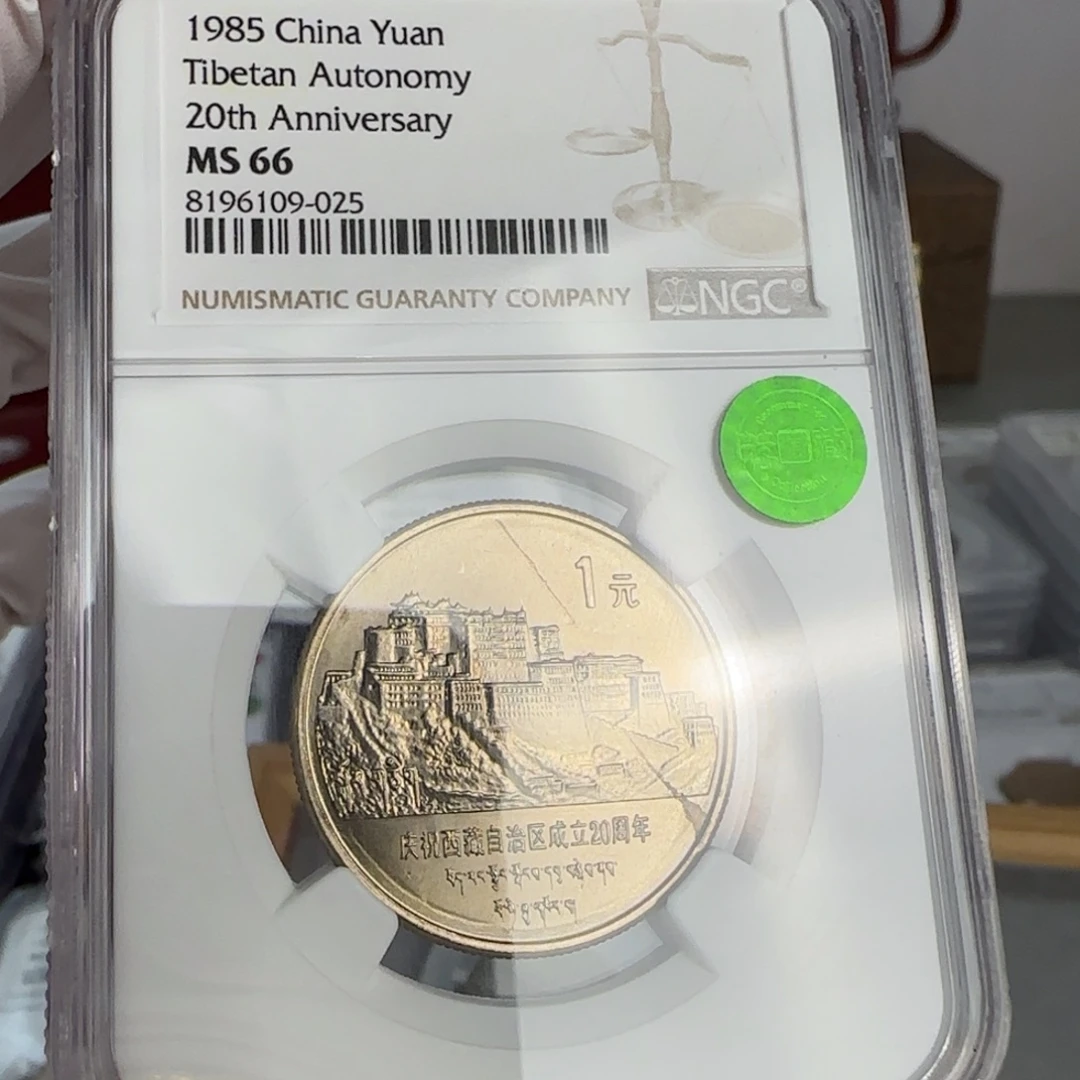 1985 China Yuan
Tibetan Autonomy
20th Anniversary
MS 66
8196109-025
NUMISMATIC GUARANTY COMPANY
NGC®
1元
庆祝西藏自治区成立20周年